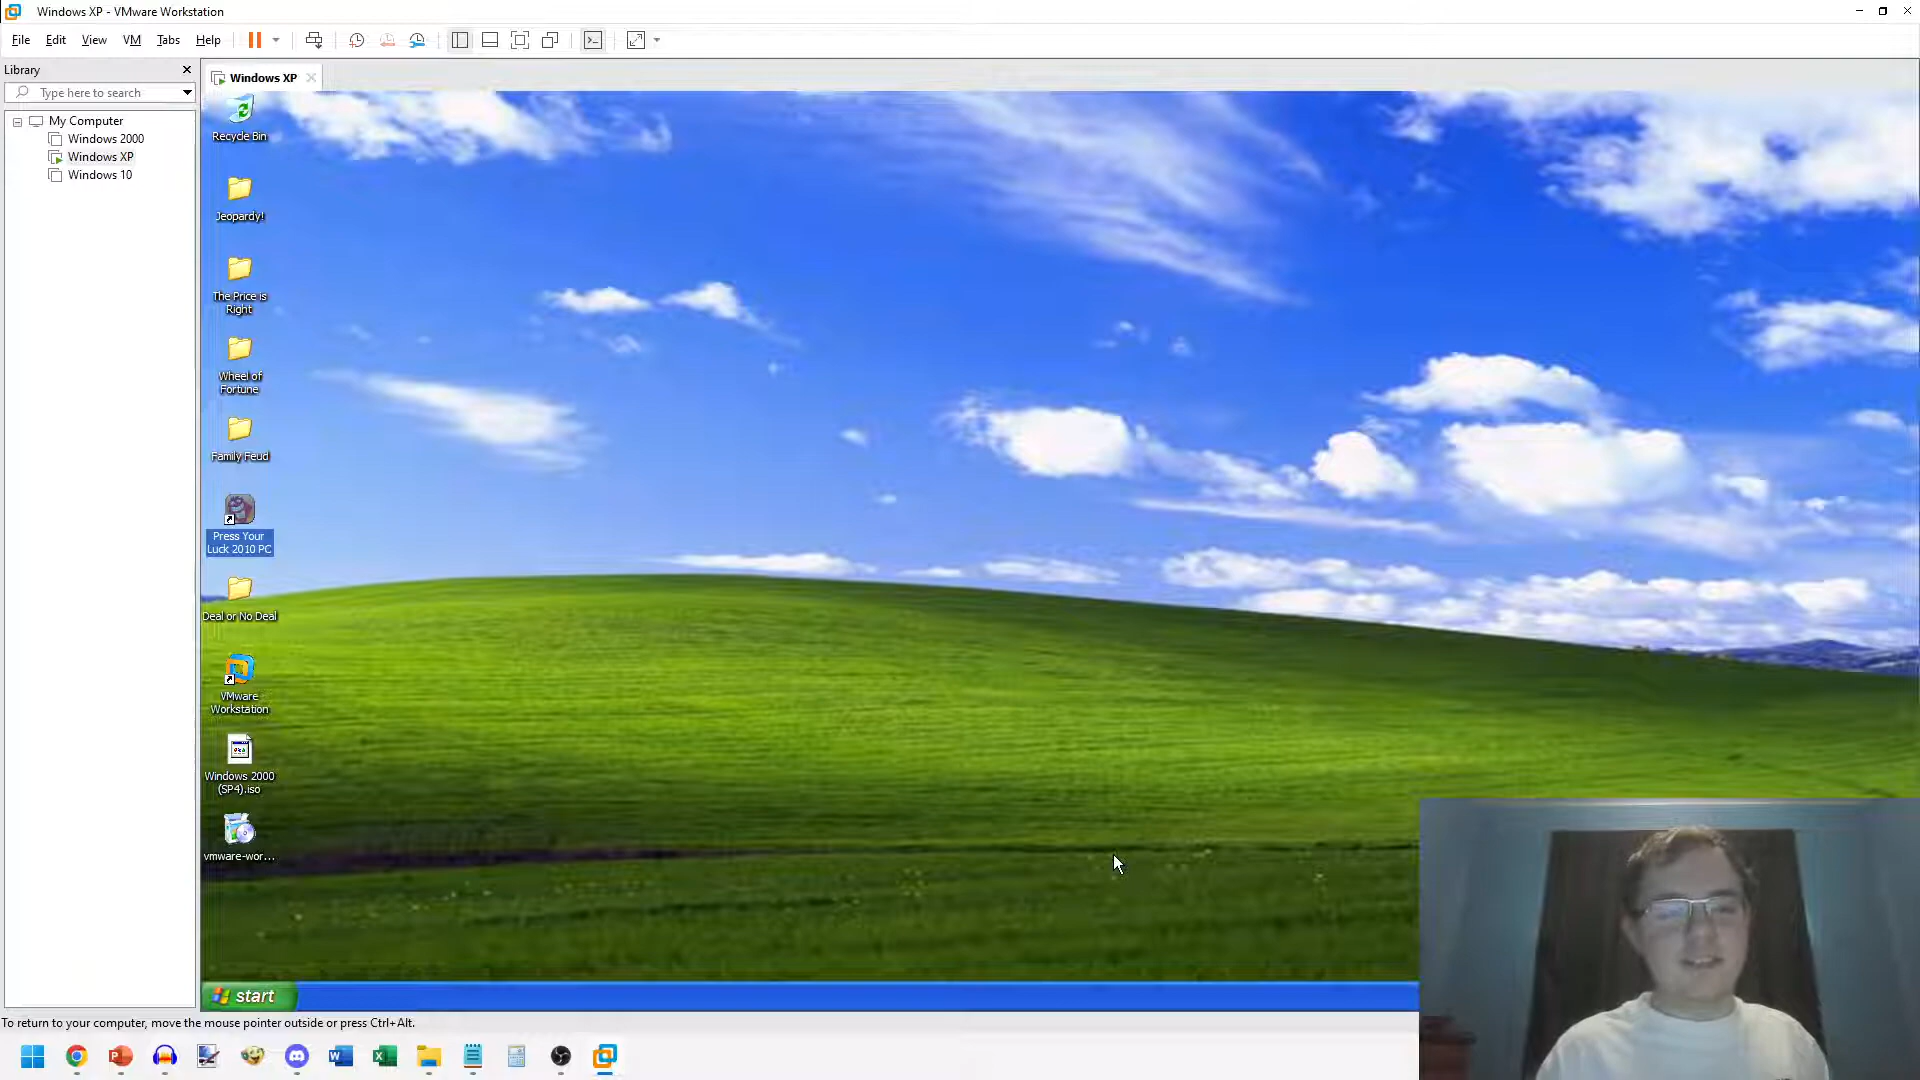 Windows XP - VMware Workstation
File Edit View VM Tabs Help
Library
Type here to search
My Computer
Windows 2000
Windows XP
Windows 10
Windows XP
Recycle Bin
Jeopardy!
The Price is
Right
Wheel of
Fortune
Family Feud
Press Your
Luck 2010 PC
Deal or No Deal
VMware
Workstation
Windows 2000
(SP4).iso
vmware-wor...
start
To return to your computer, move the mouse pointer outside or press Ctrl+Alt.